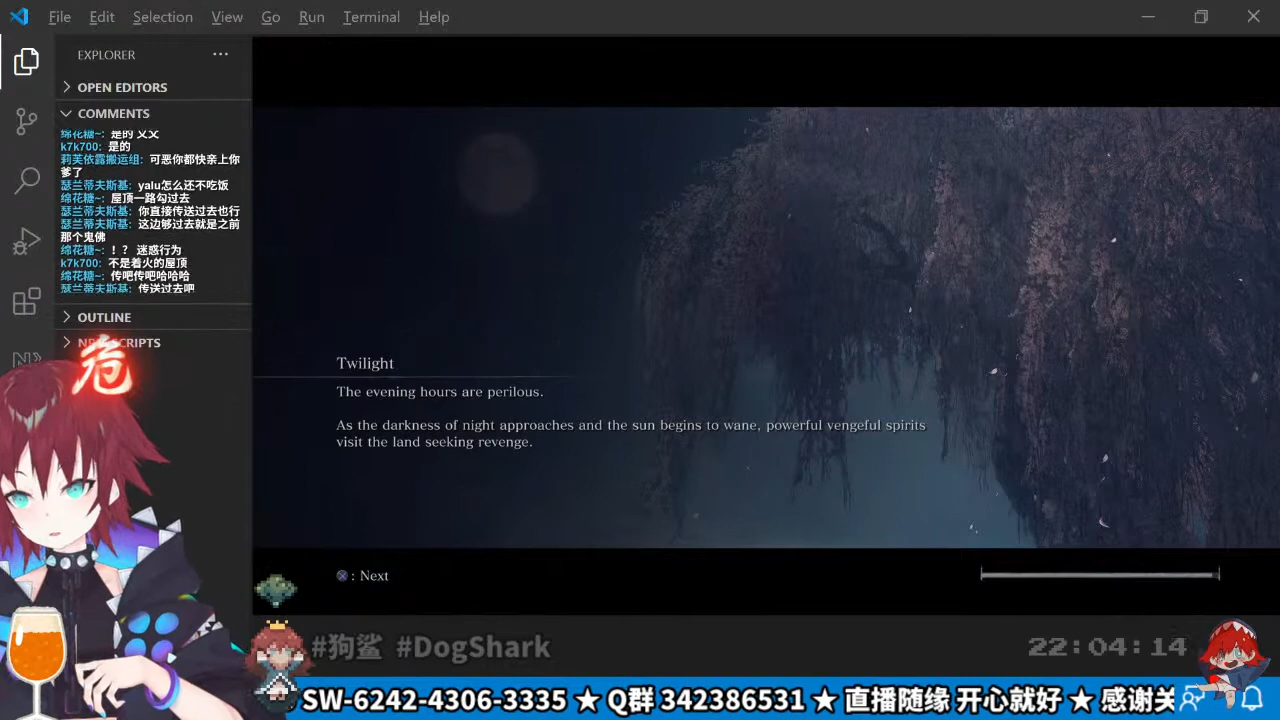 File Edit Selection View Go Run Terminal Help
EXPLORER
OPEN EDITORS
COMMENTS
绵花糖~: 是的 义父
k7k700: 是的
莉芙依露搬运组: 可恶你都快亲上你
爹了
瑟兰蒂夫斯基: yalu怎么还不吃饭
绵花糖~: 屋顶一路勾过去
瑟兰蒂夫斯基: 你直接传送过去也行
瑟兰蒂夫斯基: 这边够过去就是之前
那个鬼佛
绵花糖~: ！？ 迷惑行为
k7k700: 不是着火的屋顶
绵花糖~: 传吧传吧哈哈哈
瑟兰蒂夫斯基: 传送过去吧
OUTLINE
SCRIPTS
危
Twilight
The evening hours are perilous.
As the darkness of night approaches and the sun begins to wane, powerful vengeful spirits
visit the land seeking revenge.
: Next
#狗鲨 #DogShark
22:04:14
SW-6242-4306-3335 ★ Q群 342386531 ★ 直播随缘 开心就好 ★ 感谢关